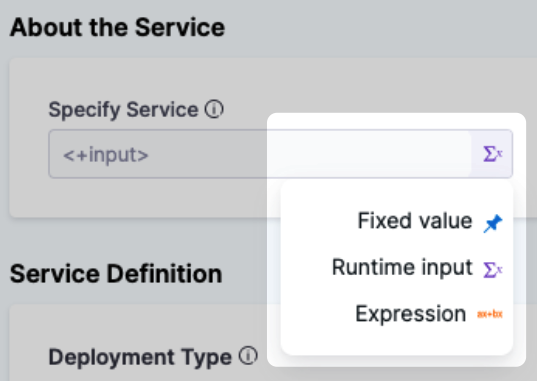 About the Service
Specify Service ⓘ
<+input> Σx
Fixed value
Runtime input Σx
Expression ax+bx
Service Definition
Deployment Type ⓘ